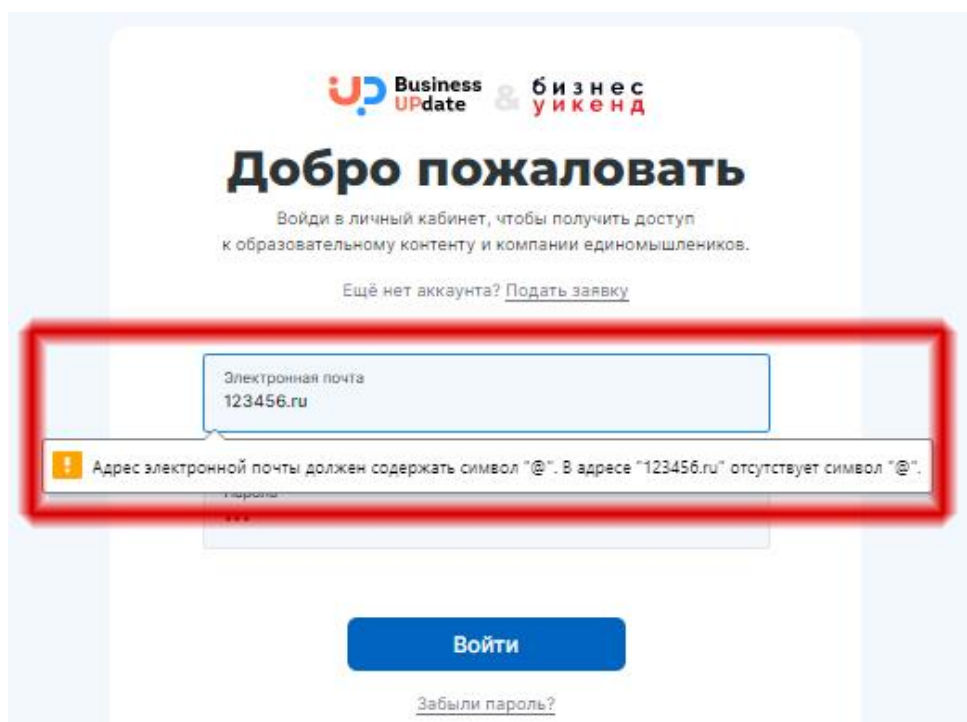 Business
UPdate
&
бизнес
уикенд
Добро пожаловать
Войди в личный кабинет, чтобы получить доступ
к образовательному контенту и компании единомышлеников.
Ещё нет аккаунта? Подать заявку
Электронная почта
123456.ru
Адрес электронной почты должен содержать символ "@". В адресе "123456.ru" отсутствует символ "@".
Пароль
Войти
Забыли пароль?